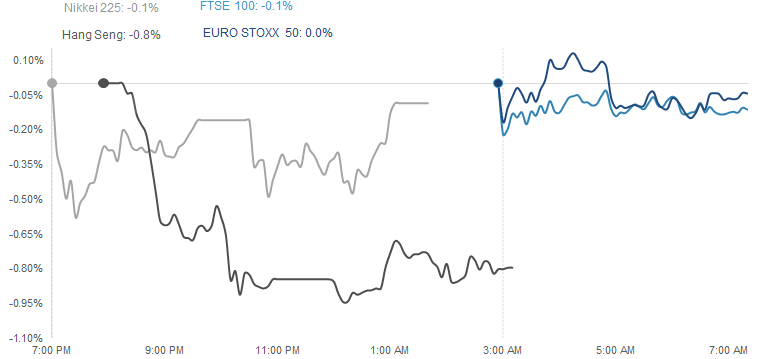 Nikkei 225: -0.1%
FTSE 100: -0.1%
Hang Seng: -0.8%
EURO STOXX 50: 0.0%
0.10%
-0.05%
-0.20%
-0.35%
-0.50%
-0.65%
-0.80%
-0.95%
-1.10%
7:00 PM
9:00 PM
11:00 PM
1:00 AM
3:00 AM
5:00 AM
7:00 AM